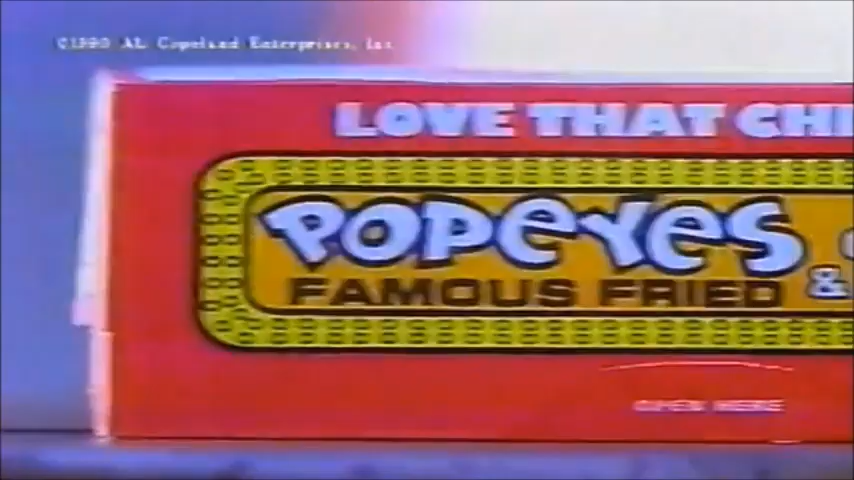 ©1990 AL Copeland Enterprises, Inc
LOVE THAT CHI
POPEYES
FAMOUS FRIED &
OPEN HERE